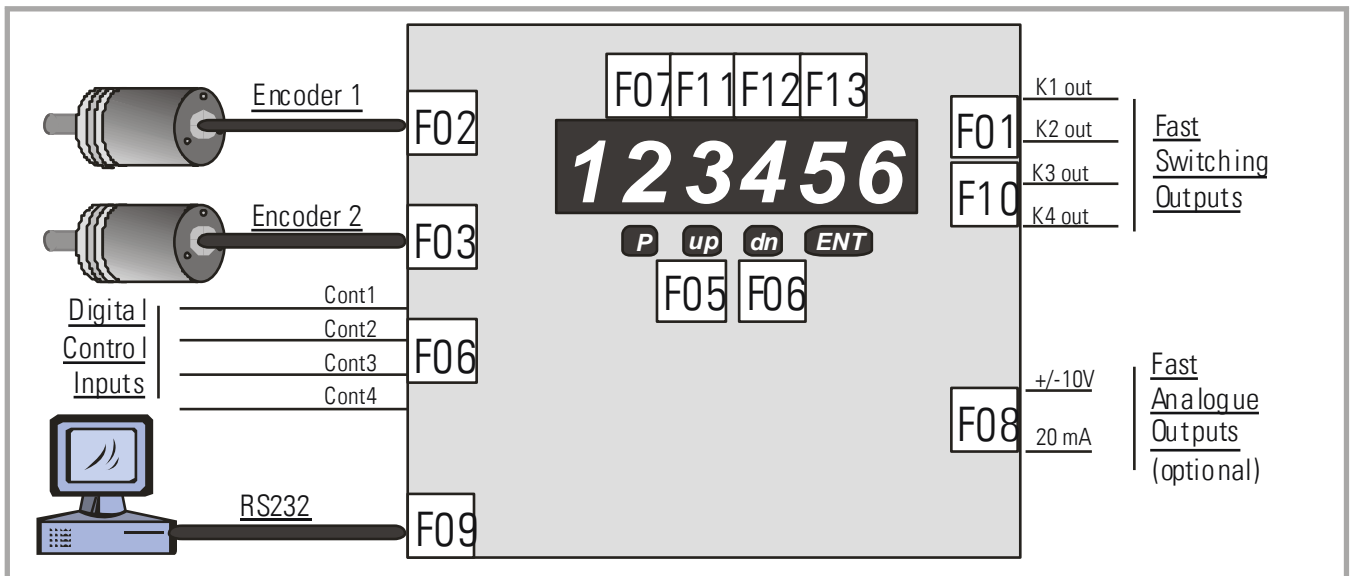 Encoder 1
F02
Encoder 2
F03
Digital
Control
Inputs
Cont1
Cont2
Cont3
Cont4
F06
RS232
F09
F07 F11 F12 F13
123456
P up dn ENT
F05 F06
F01
F10
K1 out
K2 out
K3 out
K4 out
Fast
Switching
Outputs
F08
+/-10V
20 mA
Fast
Analogue
Outputs
(optional)